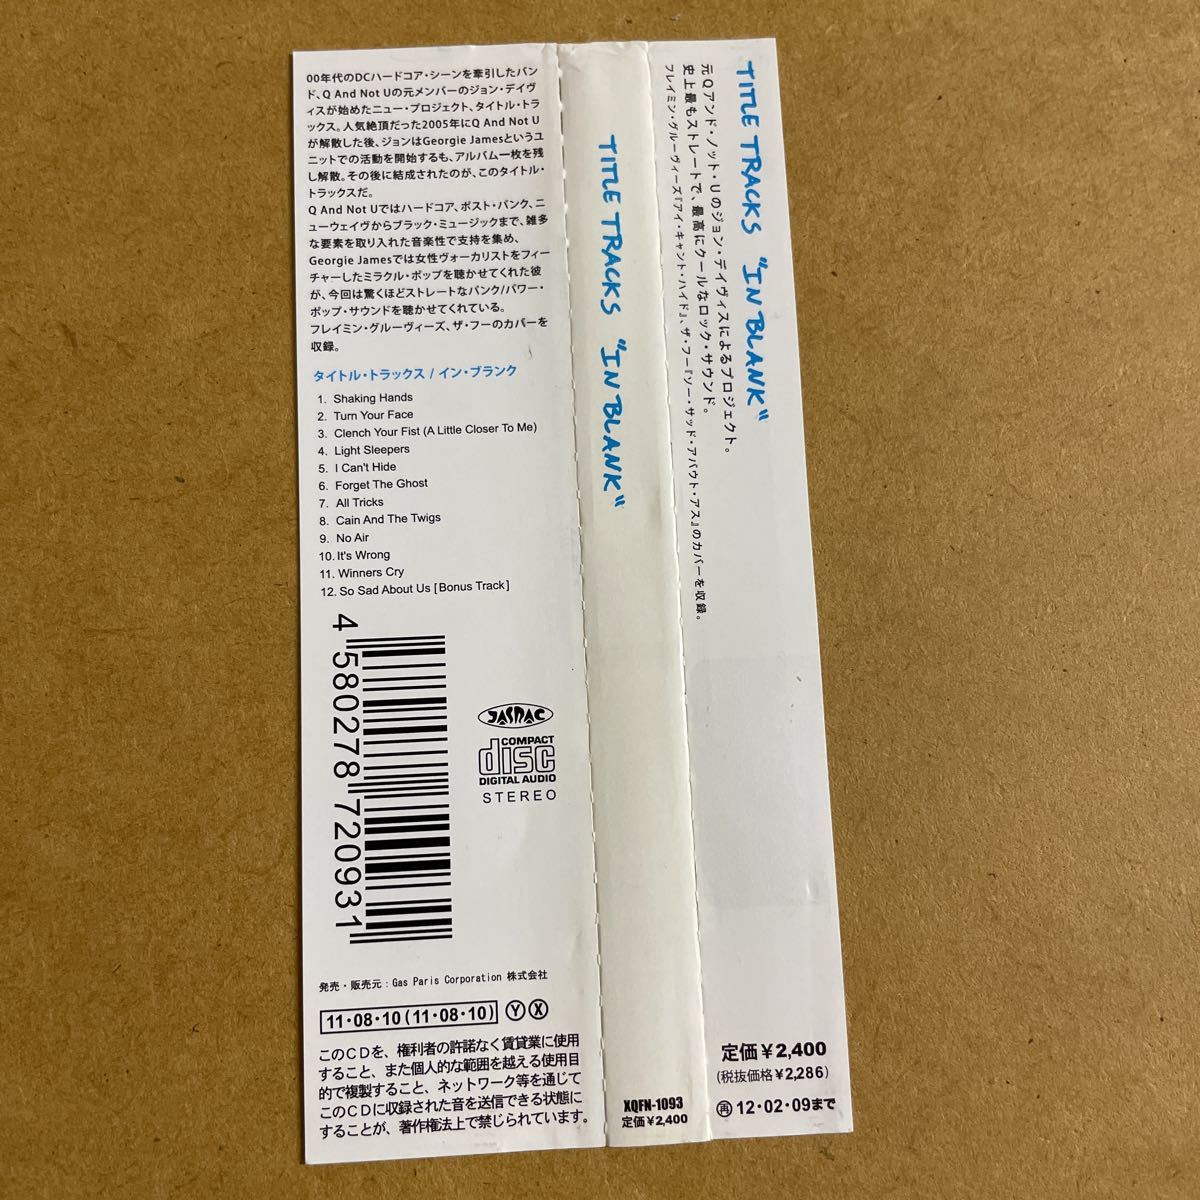 00年代のDCハードコア・シーンを牽引したバン
ド、Q And Not Uの元メンバーのジョン・デイヴ
ィスが始めたニュー・プロジェクト、タイトル・トラ
ックス。人気絶頂だった2005年にQ And Not U
が解散した後、ジョンはGeorgie Jamesというユ
ニットでの活動を開始するも、アルバム一枚を残
し解散。その後に結成されたのが、このタイトル・
トラックスだ。
Q And Not Uではハードコア、ポスト・パンク、ニ
ューウェイヴからブラック・ミュージックまで、雑多
な要素を取り入れた音楽性で支持を集め、
Georgie Jamesでは女性ヴォーカリストをフィー
チャーしたミラクル・ポップを聴かせてくれた彼
が、今回は驚くほどストレートなパンク/パワー・
ポップ・サウンドを聴かせてくれている。
フレイミン・グルーヴィーズ、ザ・フーのカバーを
収録。
タイトル・トラックス / イン・ブランク
1. Shaking Hands
2. Turn Your Face
3. Clench Your Fist (A Little Closer To Me)
4. Light Sleepers
5. I Can't Hide
6. Forget The Ghost
7. All Tricks
8. Cain And The Twigs
9. No Air
10. It's Wrong
11. Winners Cry
12. So Sad About Us [Bonus Track]
4 580278 720931
JASRAC
COMPACT
disc
DIGITAL AUDIO
STEREO
発売・販売元：Gas Paris Corporation 株式会社
11・08・10 (11・08・10) Ⓨ Ⓧ
このCDを、権利者の許諾なく賃貸業に使用
すること、また個人的な範囲を越える使用目
的で複製すること、ネットワーク等を通じて
このCDに収録された音を送信できる状態に
することが、著作権法上で禁じられています。
TITLE TRACKS "IN BLANK"
XQFN-1093
定価￥2,400
TITLE TRACKS "IN BLANK"
元Qアンド・ノット・Uのジョン・デイヴィスによるプロジェクト。
史上最もストレートで、最高にクールなロック・サウンド。
フレイミン・グルーヴィーズ『アイ・キャント・ハイド』、ザ・フー『ソー・サッド・アバウト・アス』のカバーを収録。
定価￥2,400
(税抜価格￥2,286)
㊢ 12・02・09まで